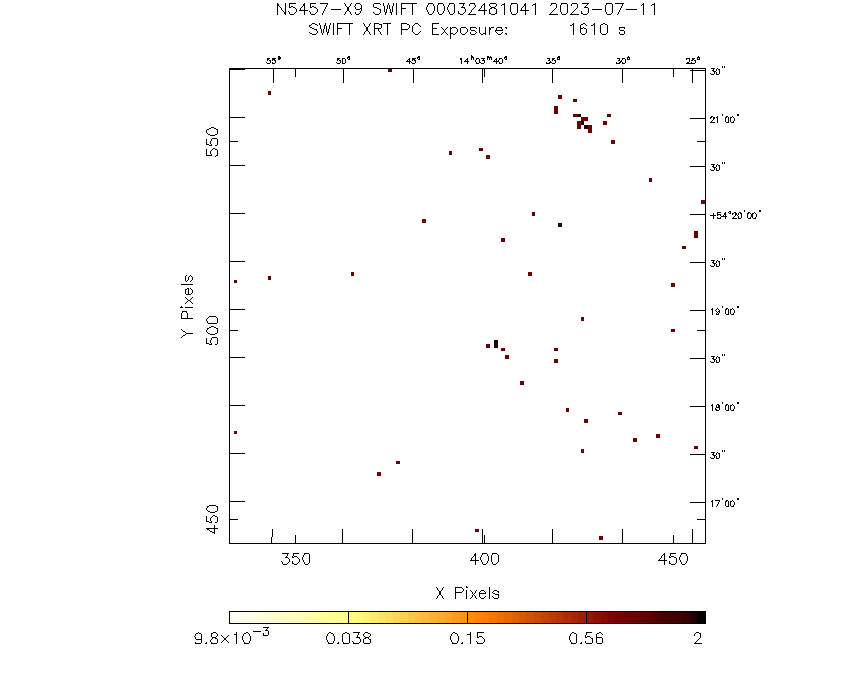 N5457-X9 SWIFT 00032481041 2023-07-11
SWIFT XRT PC Exposure: 1610 s
55s 50s 45s 14h03m40s 35s 30s 25s
30"
21'00"
30"
+54°20'00"
30"
19'00"
30"
18'00"
30"
17'00"
550
500
450
Y Pixels
350 400 450
X Pixels
9.8×10⁻³ 0.038 0.15 0.56 2